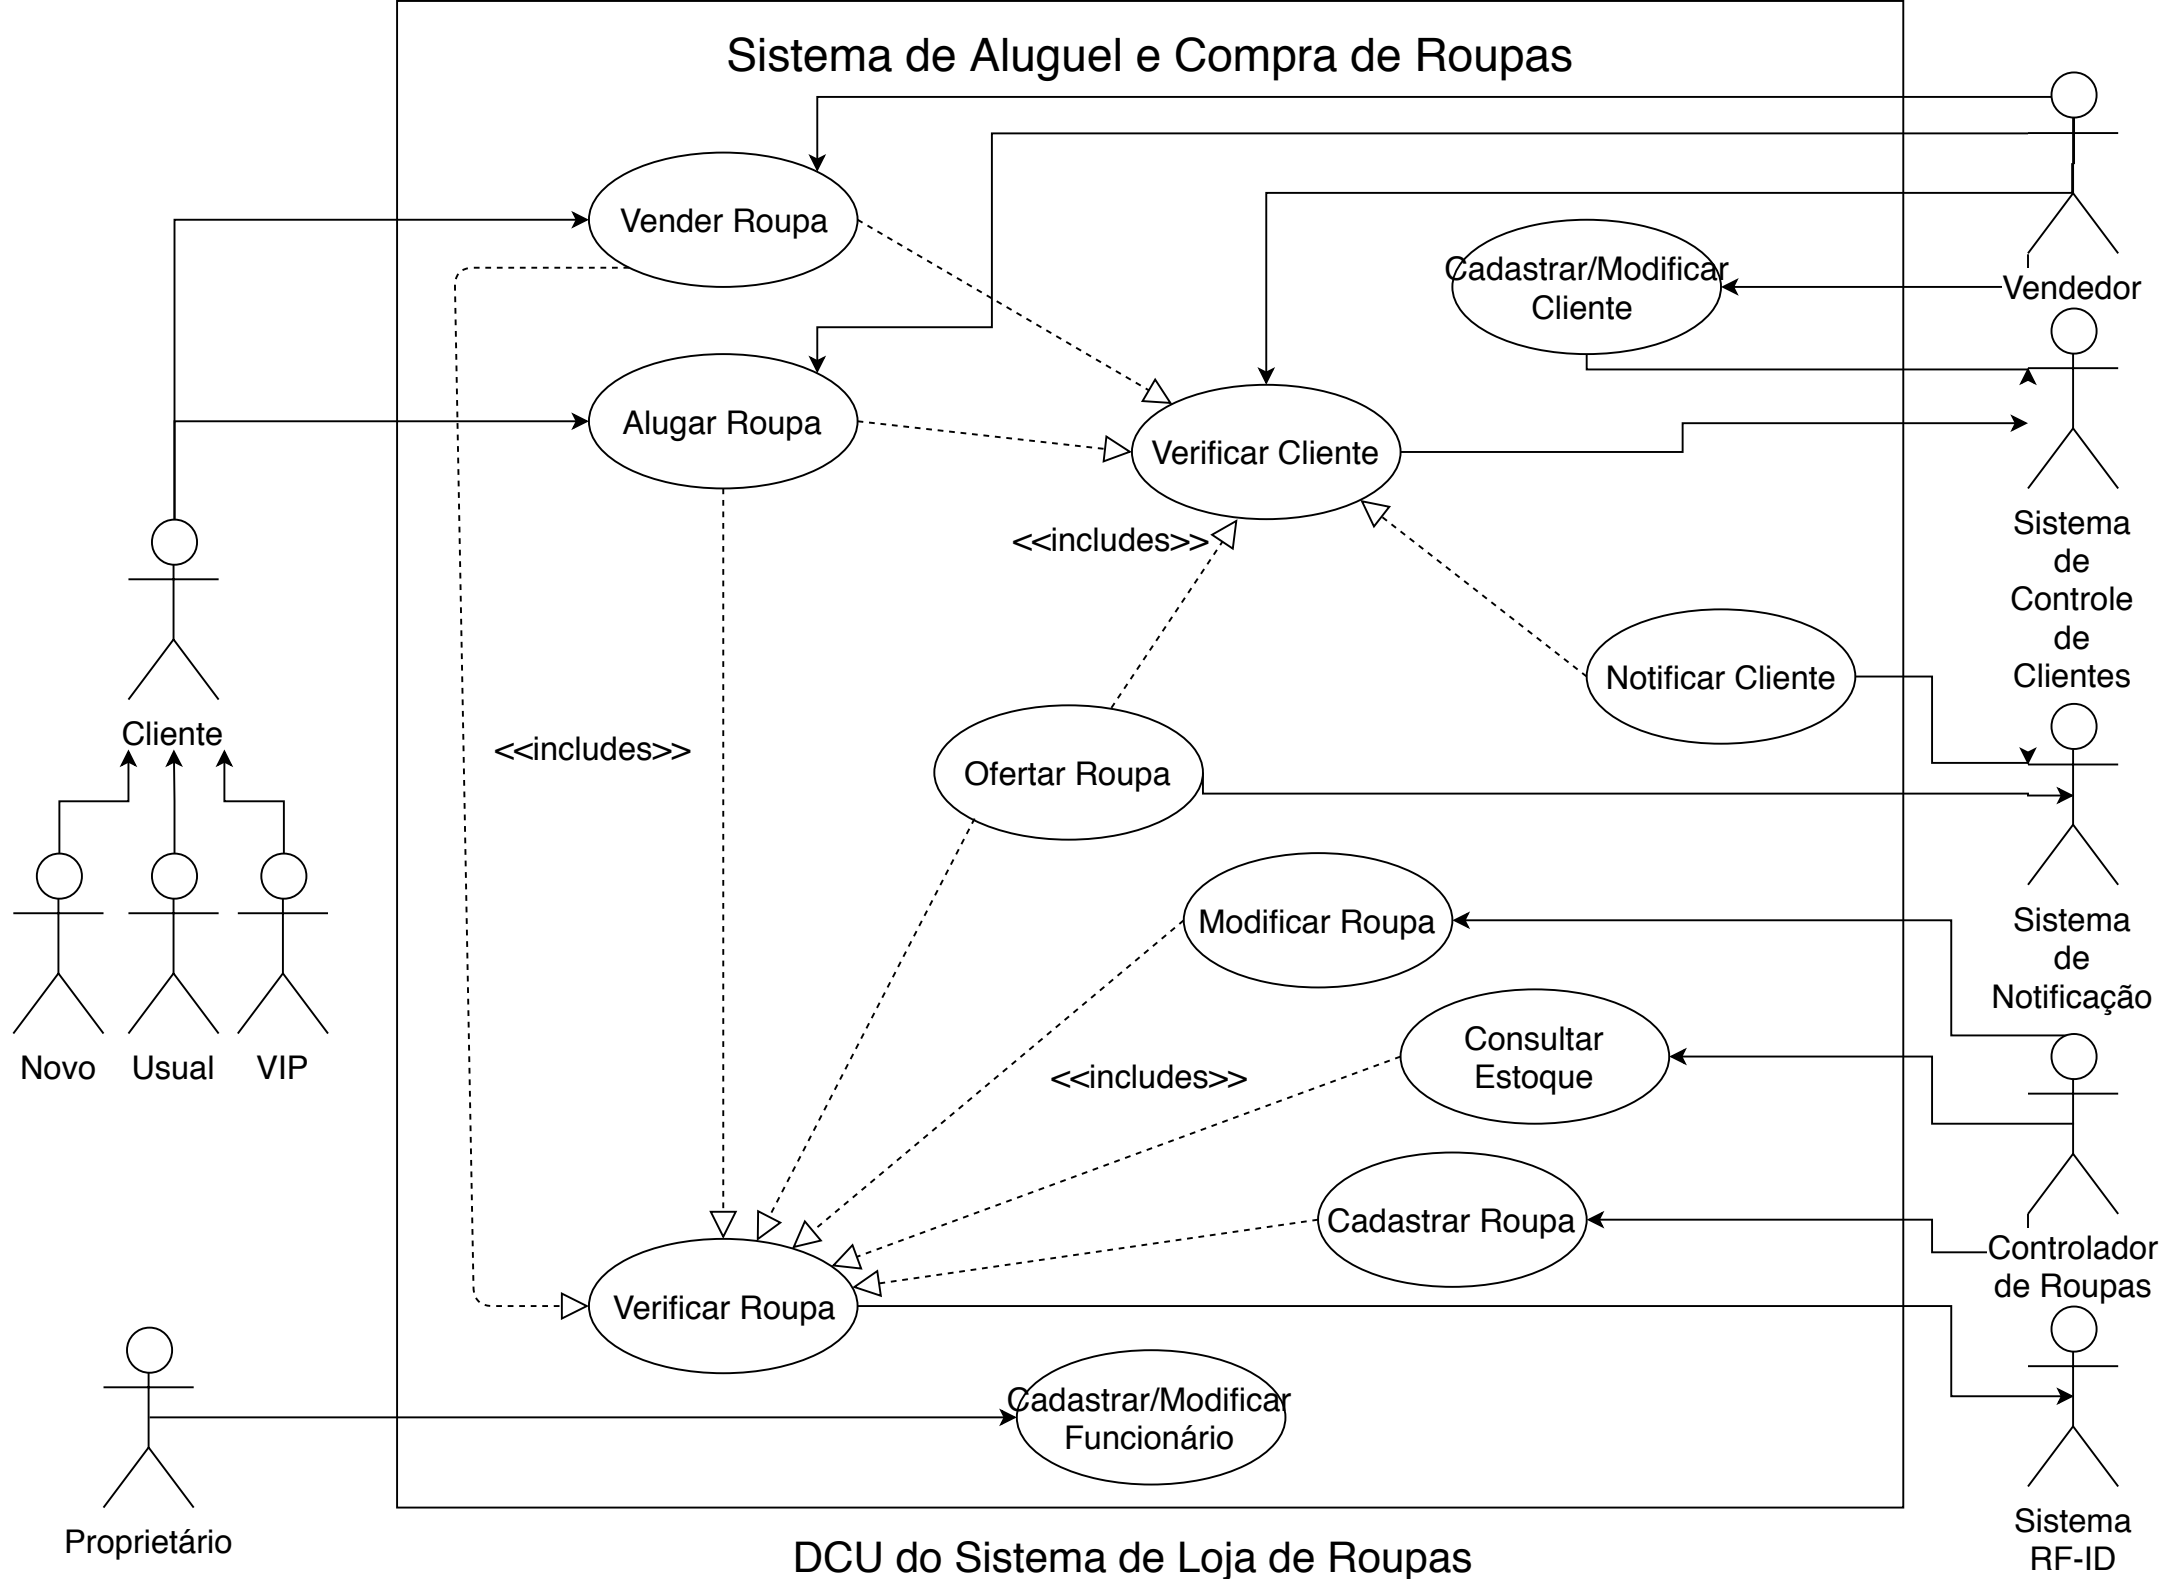 Sistema de Aluguel e Compra de Roupas
Vender Roupa
Cadastrar/Modificar
Cliente
Vendedor
Alugar Roupa
Verificar Cliente
<<includes>>
Sistema
de
Controle
de
Clientes
Notificar Cliente
Cliente
<<includes>>
Ofertar Roupa
Modificar Roupa
Sistema
de
Notificação
Novo
Usual
VIP
Consultar
Estoque
<<includes>>
Cadastrar Roupa
Controlador
de Roupas
Verificar Roupa
Cadastrar/Modificar
Funcionário
Proprietário
Sistema
RF-ID
DCU do Sistema de Loja de Roupas